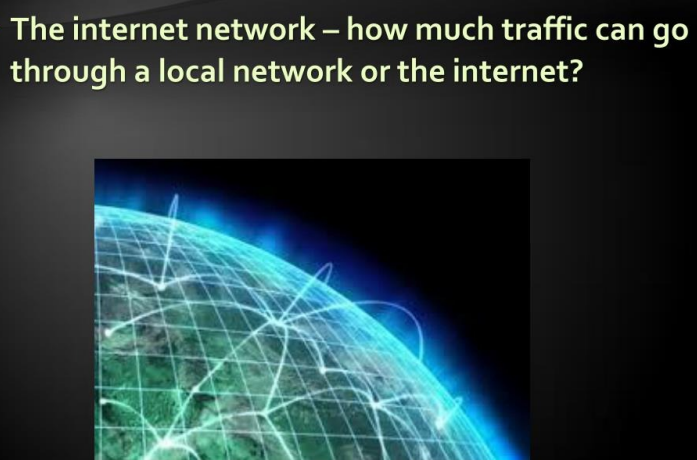 The internet network – how much traffic can go
through a local network or the internet?